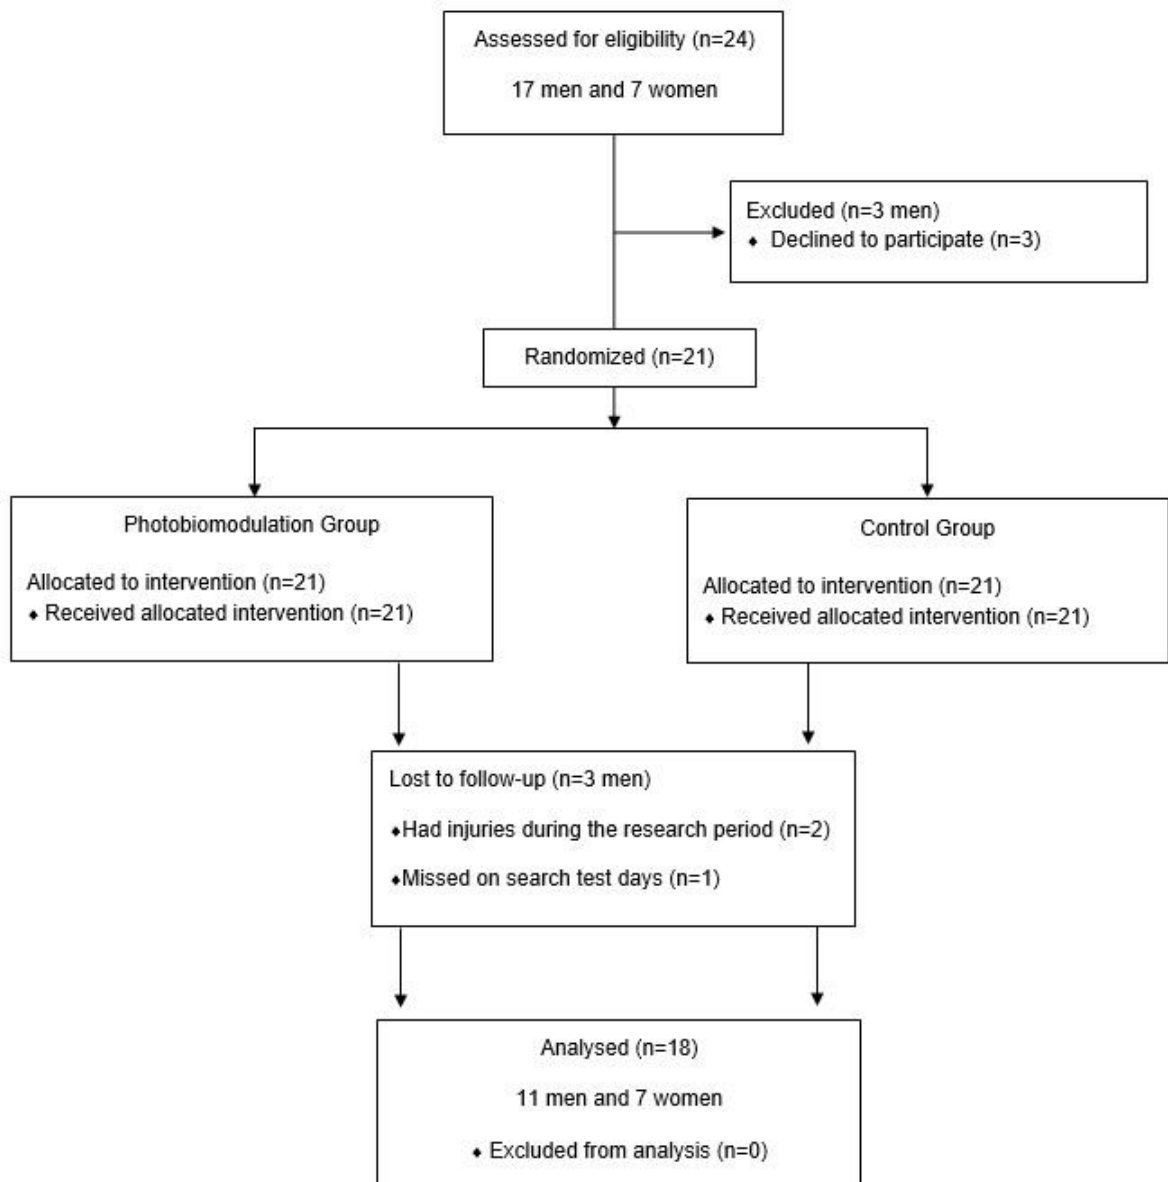 Assessed for eligibility (n=24)
17 men and 7 women
Excluded (n=3 men)
⬧ Declined to participate (n=3)
Randomized (n=21)
Photobiomodulation Group
Allocated to intervention (n=21)
⬧ Received allocated intervention (n=21)
Control Group
Allocated to intervention (n=21)
⬧ Received allocated intervention (n=21)
Lost to follow-up (n=3 men)
⬧Had injuries during the research period (n=2)
⬧Missed on search test days (n=1)
Analysed (n=18)
11 men and 7 women
⬧ Excluded from analysis (n=0)